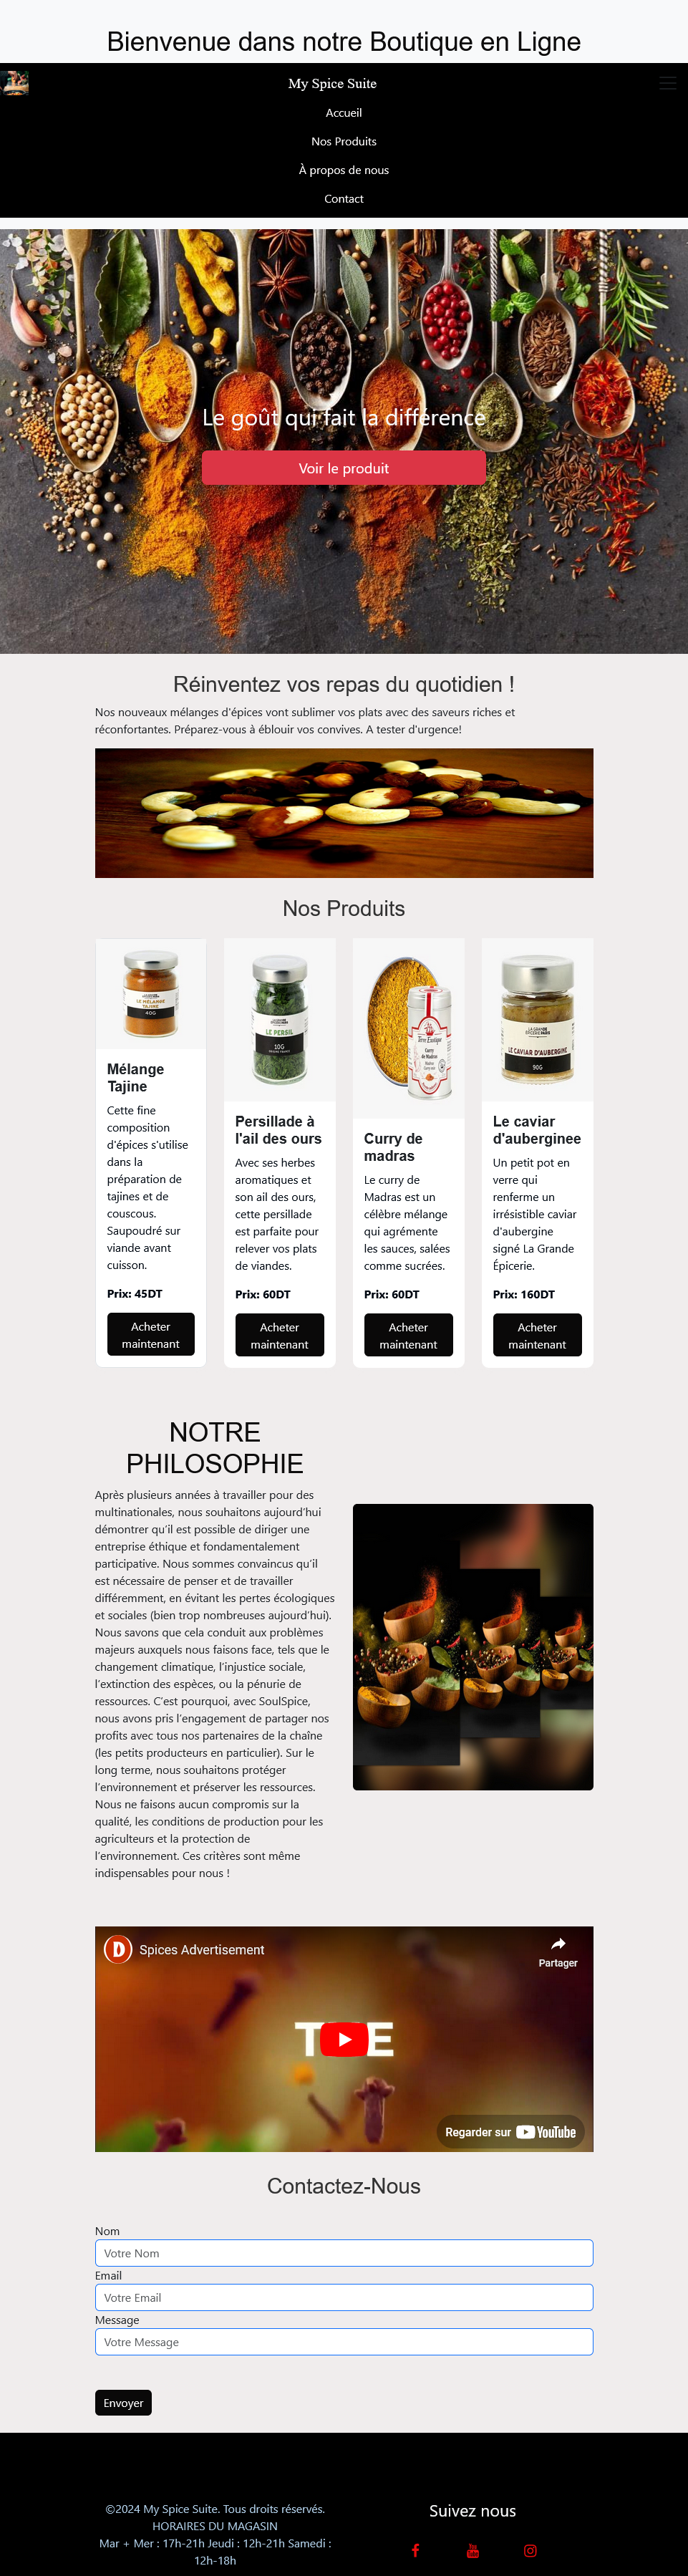 Bienvenue dans notre Boutique en Ligne
My Spice Suite
Accueil
Nos Produits
À propos de nous
Contact
Le goût qui fait la différence
Voir le produit
Réinventez vos repas du quotidien !
Nos nouveaux mélanges d'épices vont sublimer vos plats avec des saveurs riches et
réconfortantes. Préparez-vous à éblouir vos convives. A tester d'urgence!
Nos Produits
LE MÉLANGE
TAJINE
40G
Mélange
Tajine
Cette fine
composition
d'épices s'utilise
dans la
préparation de
tajines et de
couscous.
Saupoudré sur
viande avant
cuisson.
Prix: 45DT
Acheter
maintenant
LE PERSIL
10G
Persillade à
l'ail des ours
Avec ses herbes
aromatiques et
son ail des ours,
cette persillade
est parfaite pour
relever vos plats
de viandes.
Prix: 60DT
Acheter
maintenant
Terre Exotique
Curry
de Madras
Curry de
madras
Le curry de
Madras est un
célèbre mélange
qui agrémente
les sauces, salées
comme sucrées.
Prix: 60DT
Acheter
maintenant
LA GRANDE
ÉPICERIE PARIS
LE CAVIAR D'AUBERGINE
90G
Le caviar
d'auberginee
Un petit pot en
verre qui
renferme un
irrésistible caviar
d'aubergine
signé La Grande
Épicerie.
Prix: 160DT
Acheter
maintenant
NOTRE
PHILOSOPHIE
Après plusieurs années à travailler pour des
multinationales, nous souhaitons aujourd’hui
démontrer qu’il est possible de diriger une
entreprise éthique et fondamentalement
participative. Nous sommes convaincus qu’il
est nécessaire de penser et de travailler
différemment, en évitant les pertes écologiques
et sociales (bien trop nombreuses aujourd’hui).
Nous savons que cela conduit aux problèmes
majeurs auxquels nous faisons face, tels que le
changement climatique, l’injustice sociale,
l’extinction des espèces, ou la pénurie de
ressources. C’est pourquoi, avec SoulSpice,
nous avons pris l’engagement de partager nos
profits avec tous nos partenaires de la chaîne
(les petits producteurs en particulier). Sur le
long terme, nous souhaitons protéger
l’environnement et préserver les ressources.
Nous ne faisons aucun compromis sur la
qualité, les conditions de production pour les
agriculteurs et la protection de
l’environnement. Ces critères sont même
indispensables pour nous !
D
Spices Advertisement
Partager
Regarder sur YouTube
Contactez-Nous
Nom
Votre Nom
Email
Votre Email
Message
Votre Message
Envoyer
©2024 My Spice Suite. Tous droits réservés.
HORAIRES DU MAGASIN
Mar + Mer : 17h-21h Jeudi : 12h-21h Samedi :
12h-18h
Suivez nous